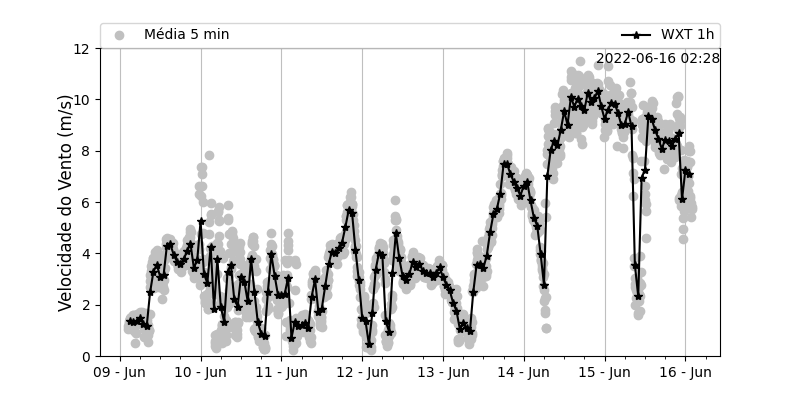 Média 5 min WXT 1h
2022-06-16 02:28
Velocidade do Vento (m/s)
12
10
8
6
4
2
0
09 - Jun 10 - Jun 11 - Jun 12 - Jun 13 - Jun 14 - Jun 15 - Jun 16 - Jun